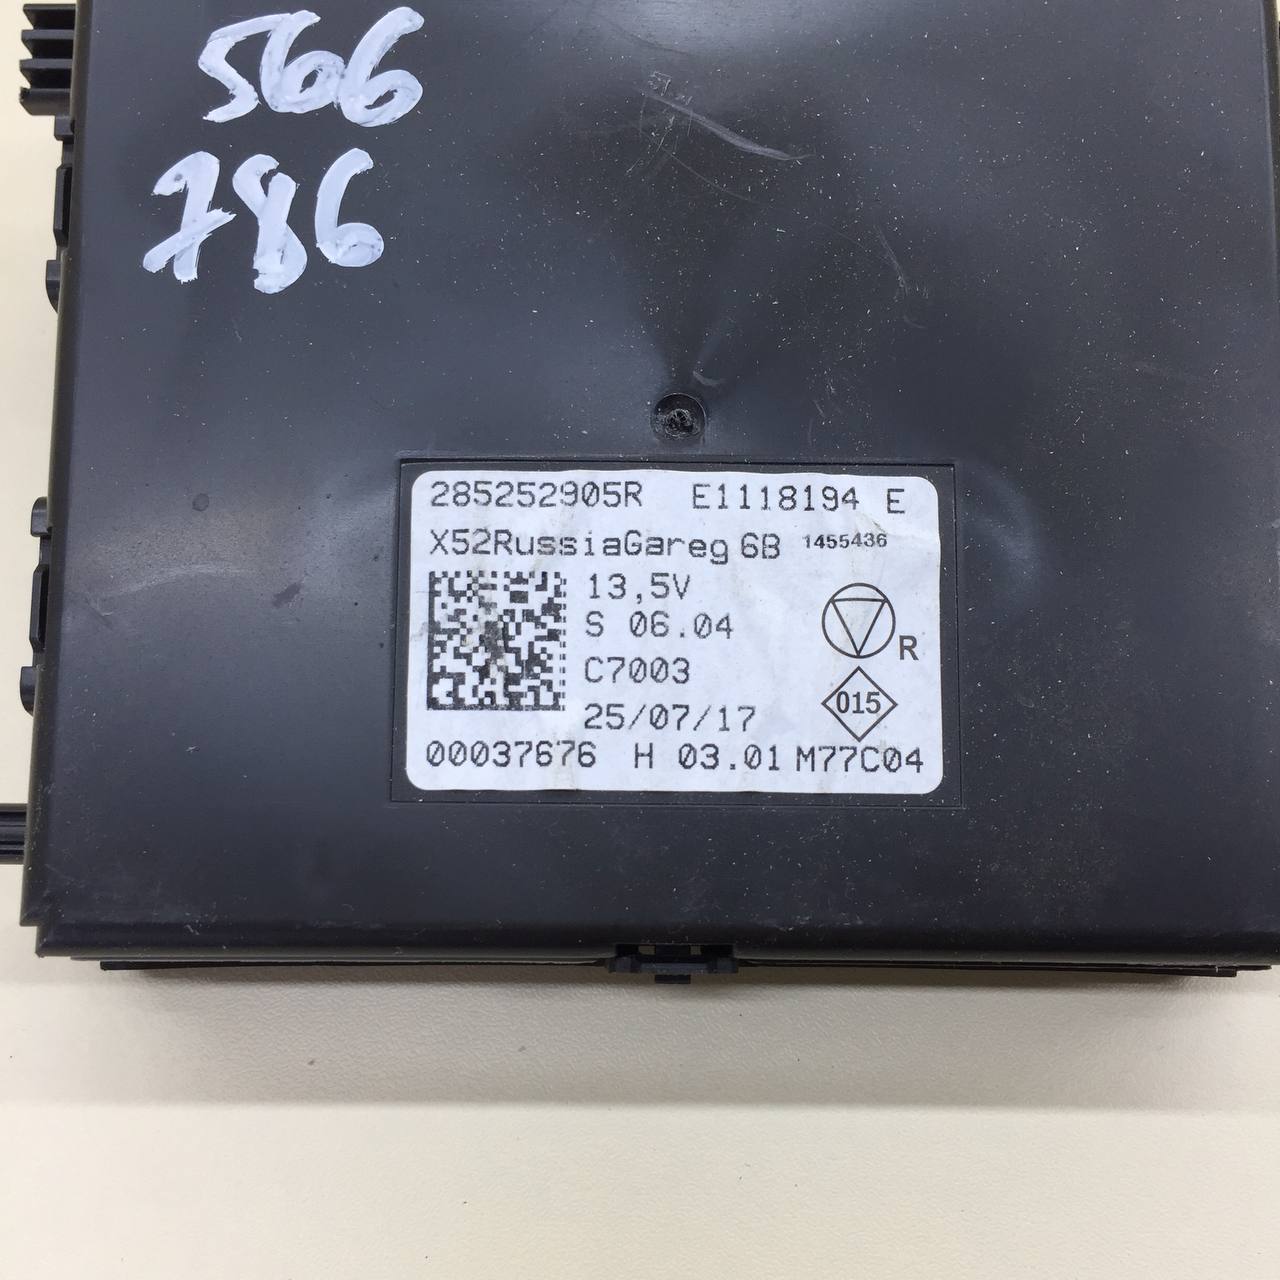 566
786
285252905R E1118194 E
X52RussiaGareg 6B 1455436
13,5V
S 06.04
R
C7003
015
25/07/17
00037676 H 03.01 M77C04